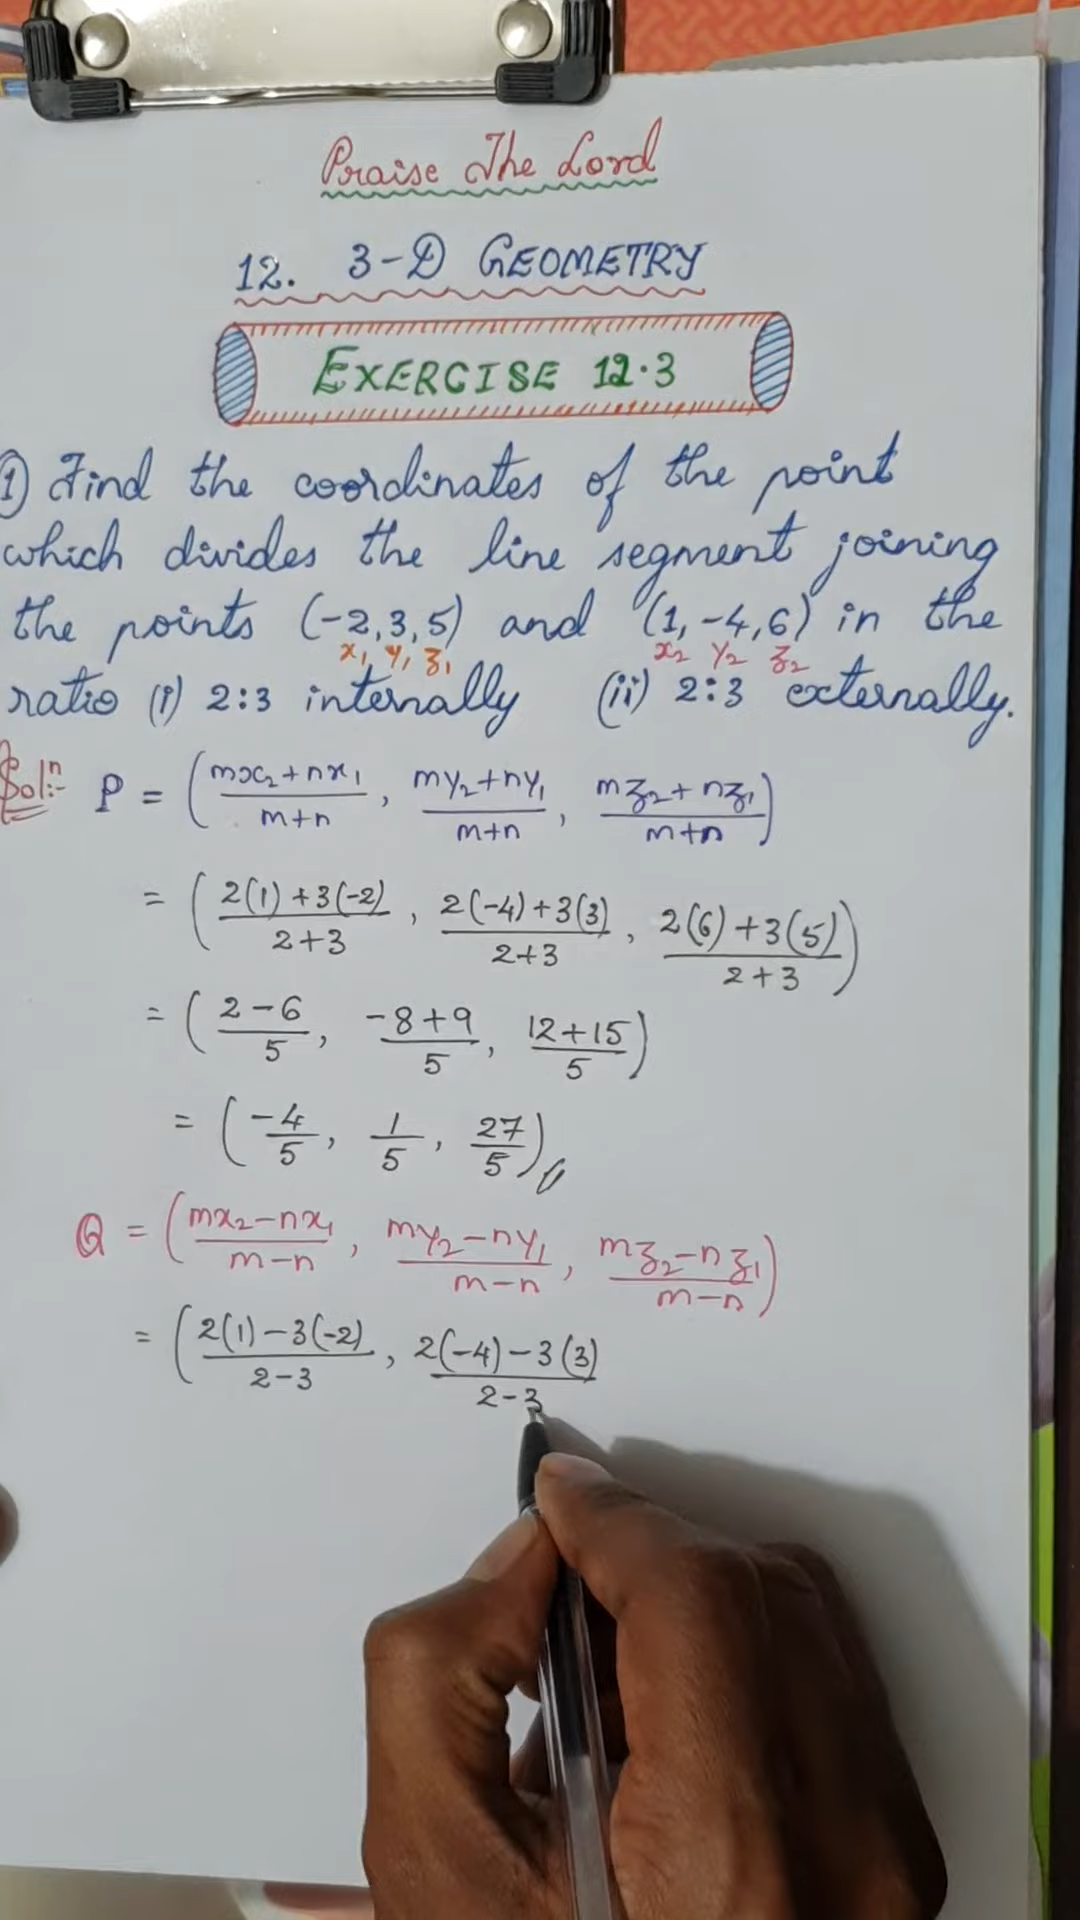 Praise The Lord
12. 3-D GEOMETRY
EXERCISE 12.3
1) Find the coordinates of the point
which divides the line segment joining
the points (-2,3,5) and (1,-4,6) in the
x₁ y₁ z₁ x₂ y₂ z₂
ratio (i) 2:3 internally (ii) 2:3 externally.
Solⁿ:- P = ((mx₂+nx₁)/(m+n), (my₂+ny₁)/(m+n), (mz₂+nz₁)/(m+n))
= ((2(1)+3(-2))/(2+3), (2(-4)+3(3))/(2+3), (2(6)+3(5))/(2+3))
= ((2-6)/5, (-8+9)/5, (12+15)/5)
= (-4/5, 1/5, 27/5)
Q = ((mx₂-nx₁)/(m-n), (my₂-ny₁)/(m-n), (mz₂-nz₁)/(m-n))
= ((2(1)-3(-2))/(2-3), (2(-4)-3(3))/(2-3)